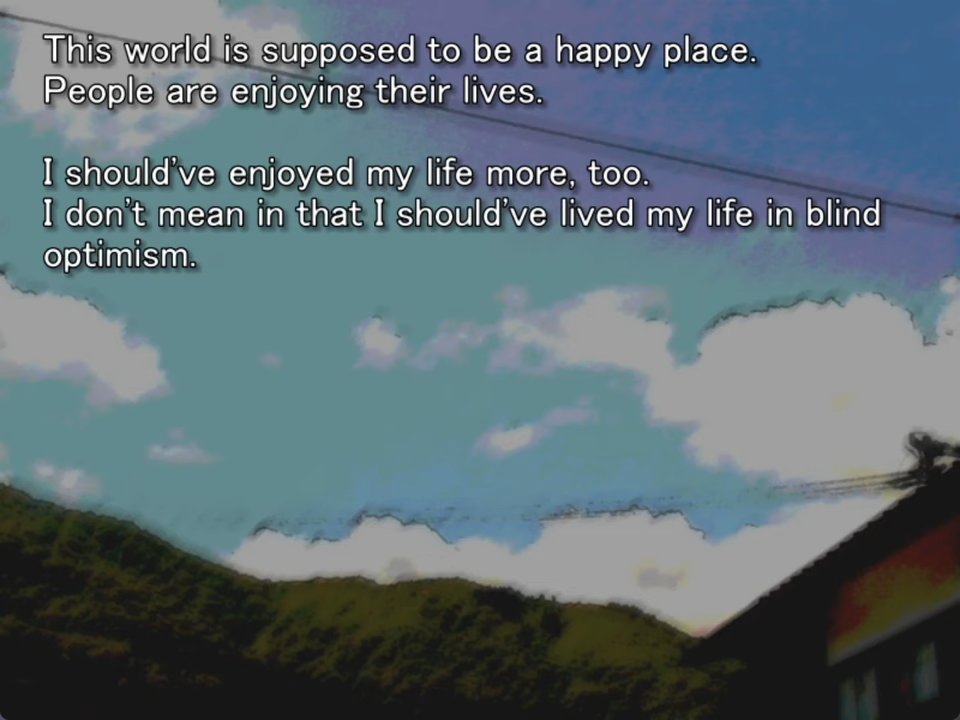 This world is supposed to be a happy place.
People are enjoying their lives.
I should've enjoyed my life more, too.
I don't mean in that I should've lived my life in blind
optimism.